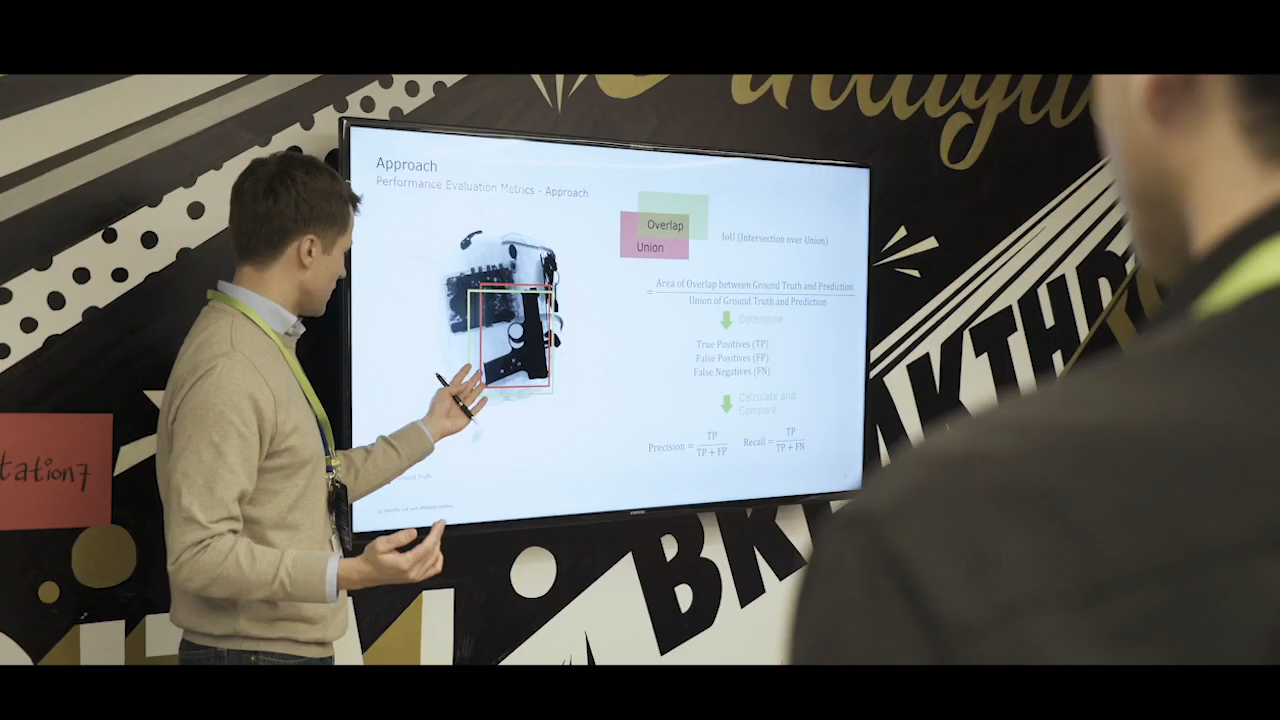 Approach
Performance Evaluation Metrics - Approach
Overlap
Union
IoU (Intersection over Union)
= Area of Overlap between Ground Truth and Prediction
Union of Ground Truth and Prediction
Determine
True Positives (TP)
False Positives (FP)
False Negatives (FN)
Calculate and
Compare
Precision = TP / TP + FP
Recall = TP / TP + FN
tation7
SAMSUNG
BR